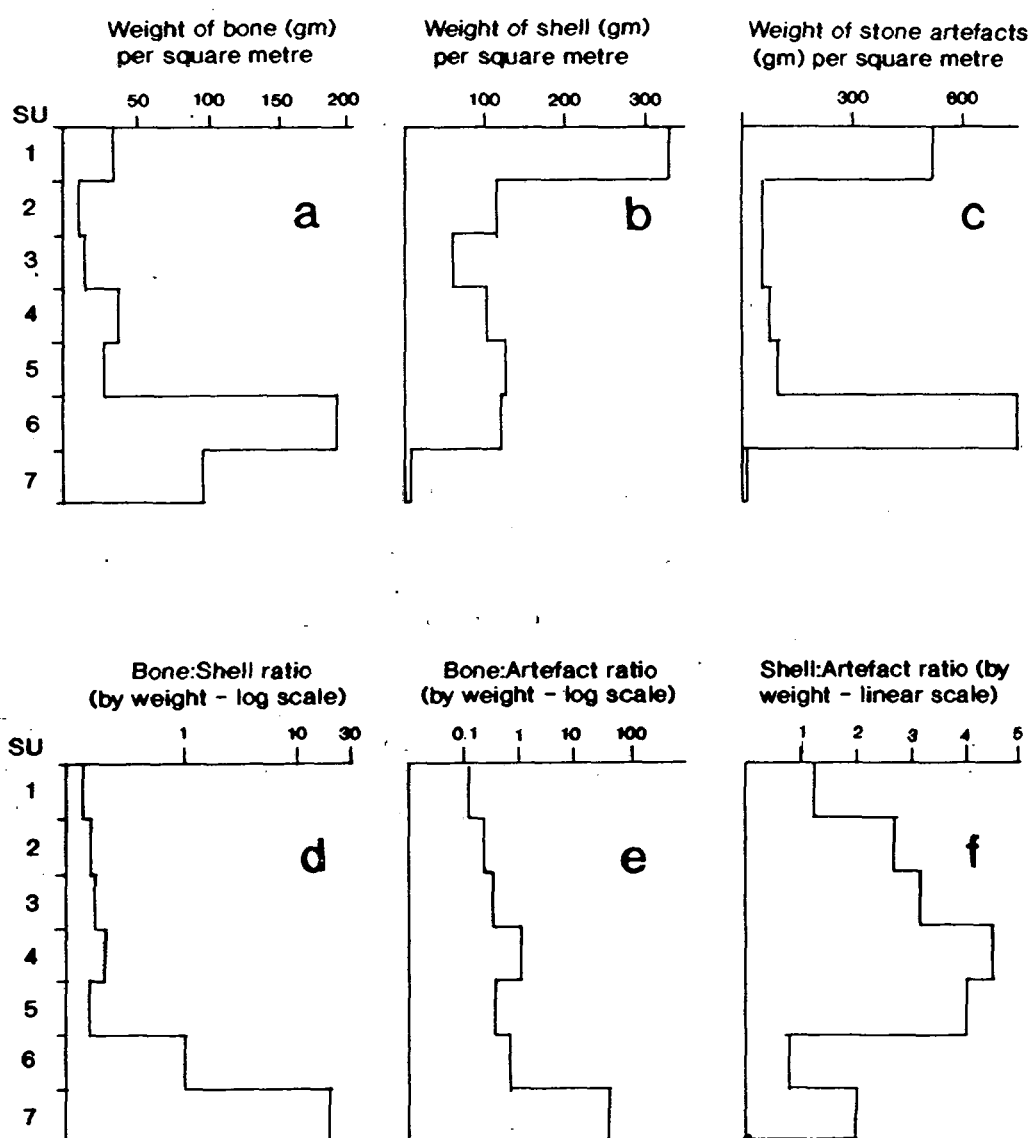 Weight of bone (gm)
per square metre
50 100 150 200
SU
1
2
3
4
5
6
7
a
Weight of shell (gm)
per square metre
100 200 300
b
Weight of stone artefacts
(gm) per square metre
300 600
c
Bone:Shell ratio
(by weight - log scale)
1 10 30
SU
1
2
3
4
5
6
7
d
Bone:Artefact ratio
(by weight - log scale)
0.1 1 10 100
e
Shell:Artefact ratio (by
weight - linear scale)
1 2 3 4 5
f